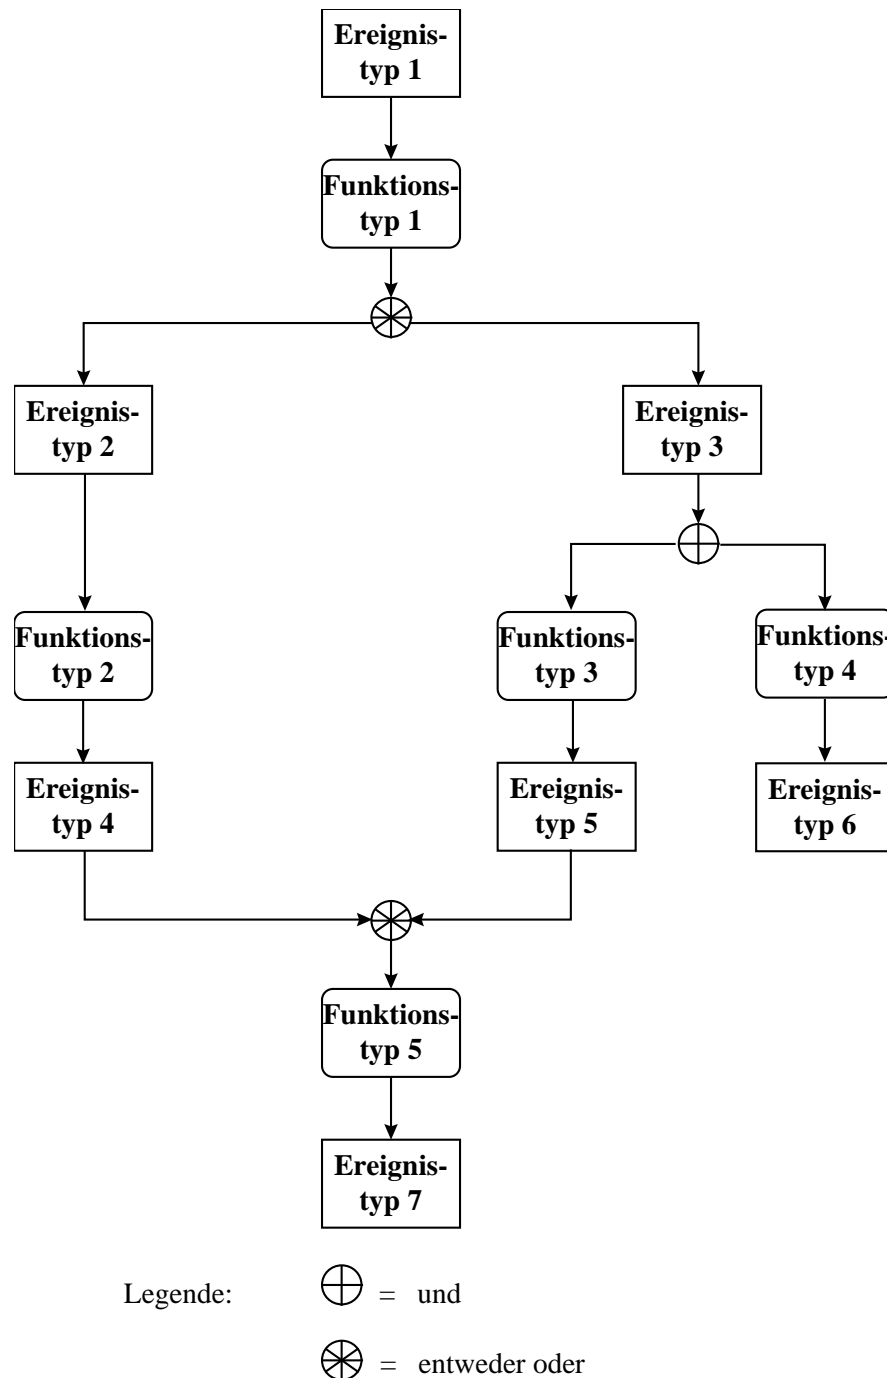 Ereignis-
typ 1
Funktions-
typ 1
Ereignis-
typ 2
Ereignis-
typ 3
Funktions-
typ 2
Funktions-
typ 3
Funktions-
typ 4
Ereignis-
typ 4
Ereignis-
typ 5
Ereignis-
typ 6
Funktions-
typ 5
Ereignis-
typ 7
Legende: = und
= entweder oder